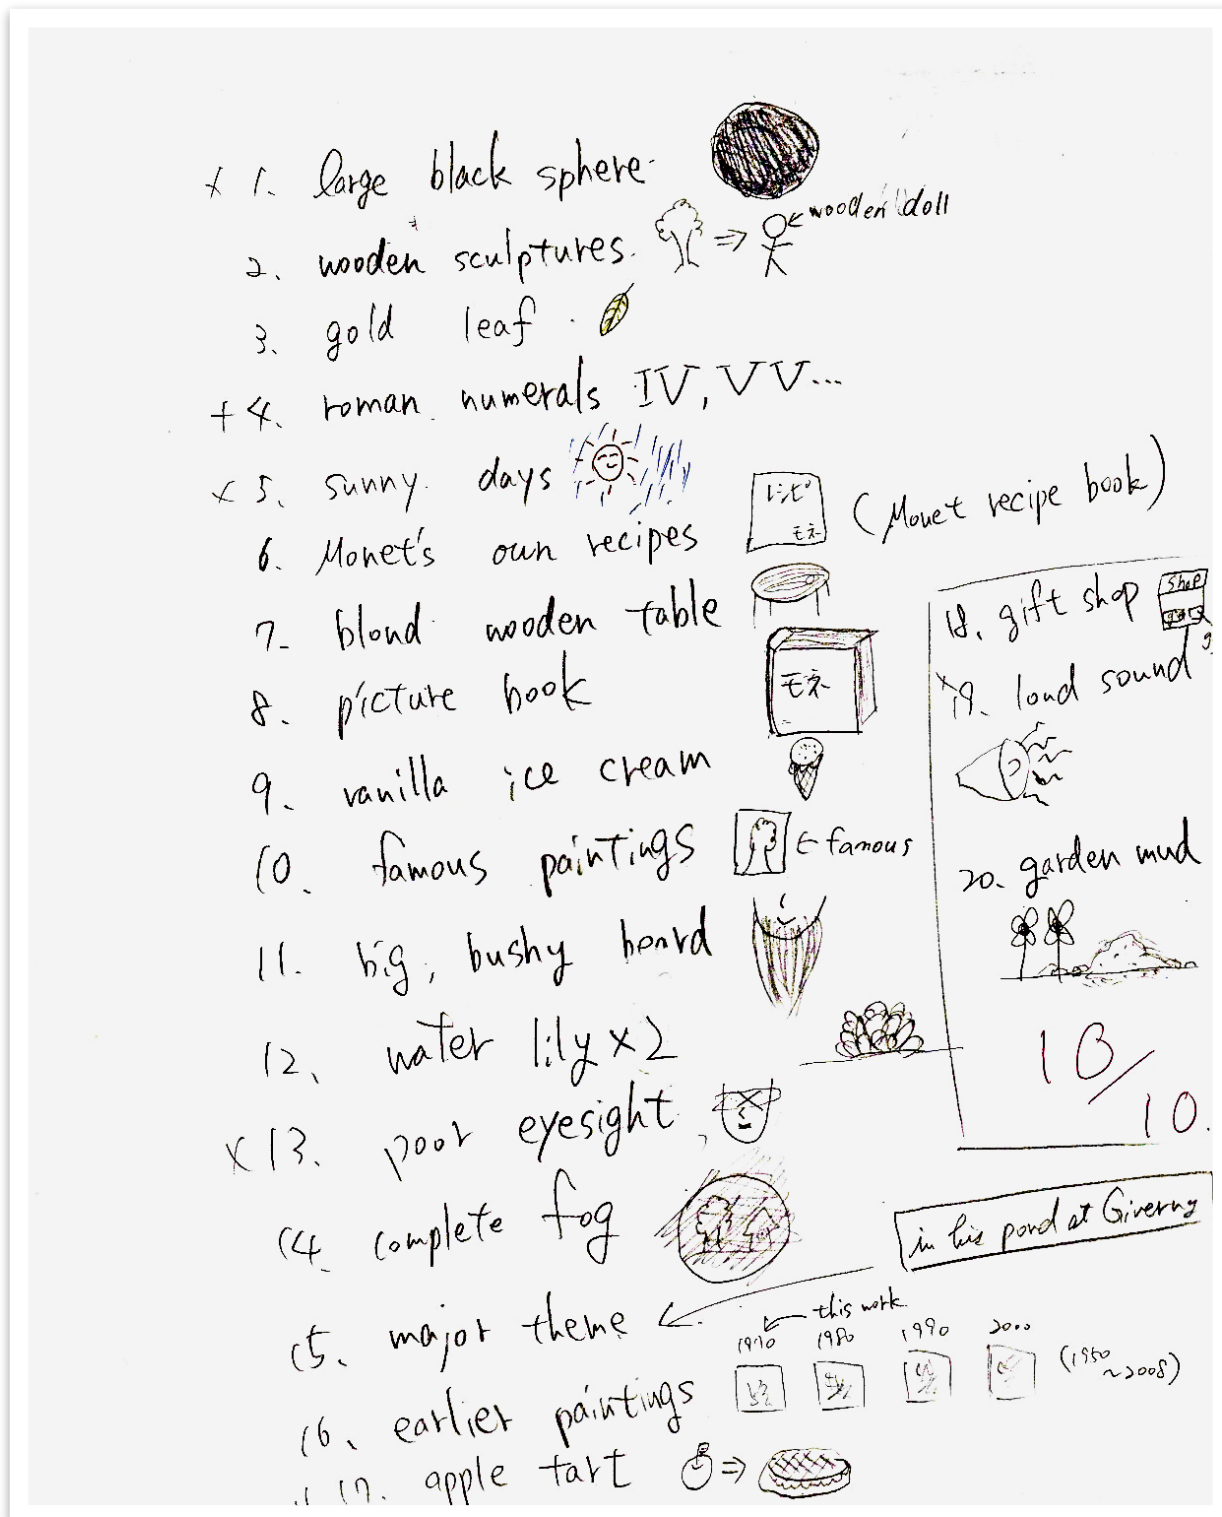 x 1. large black sphere.
wooden doll
2. wooden sculptures.
3. gold leaf.
+ 4. roman numerals IV, VV...
x 5. sunny days
6. Monet's own recipes レシピ モネ (Monet recipe book)
7. blond wooden table
8. picture book モネ
9. vanilla ice cream
10. famous paintings ← famous
11. big, bushy beard
12. water lily x2
x 13. poor eyesight
14. complete fog
15. major theme ←
in his pond at Giverny
this work
1970 1980 1990 2000
16. earlier paintings (1950 ~2008)
17. apple tart
18. gift shop shop
x 19. loud sound
20. garden mud
10/10.